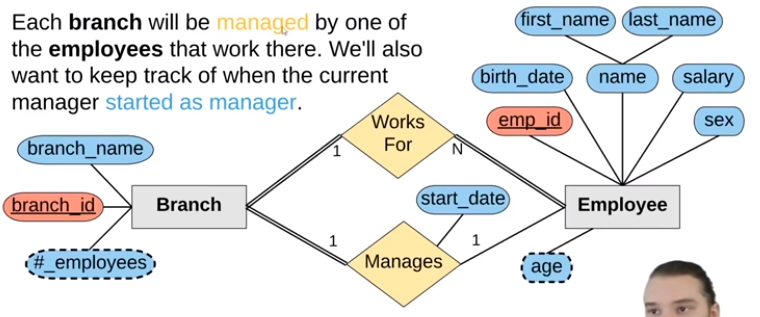 Each branch will be managed by one of
the employees that work there. We'll also
want to keep track of when the current
manager started as manager.
first_name
last_name
birth_date
name
salary
emp_id
sex
Works
For
branch_name
1
N
branch_id
Branch
start_date
Employee
#_employees
1
Manages
1
age